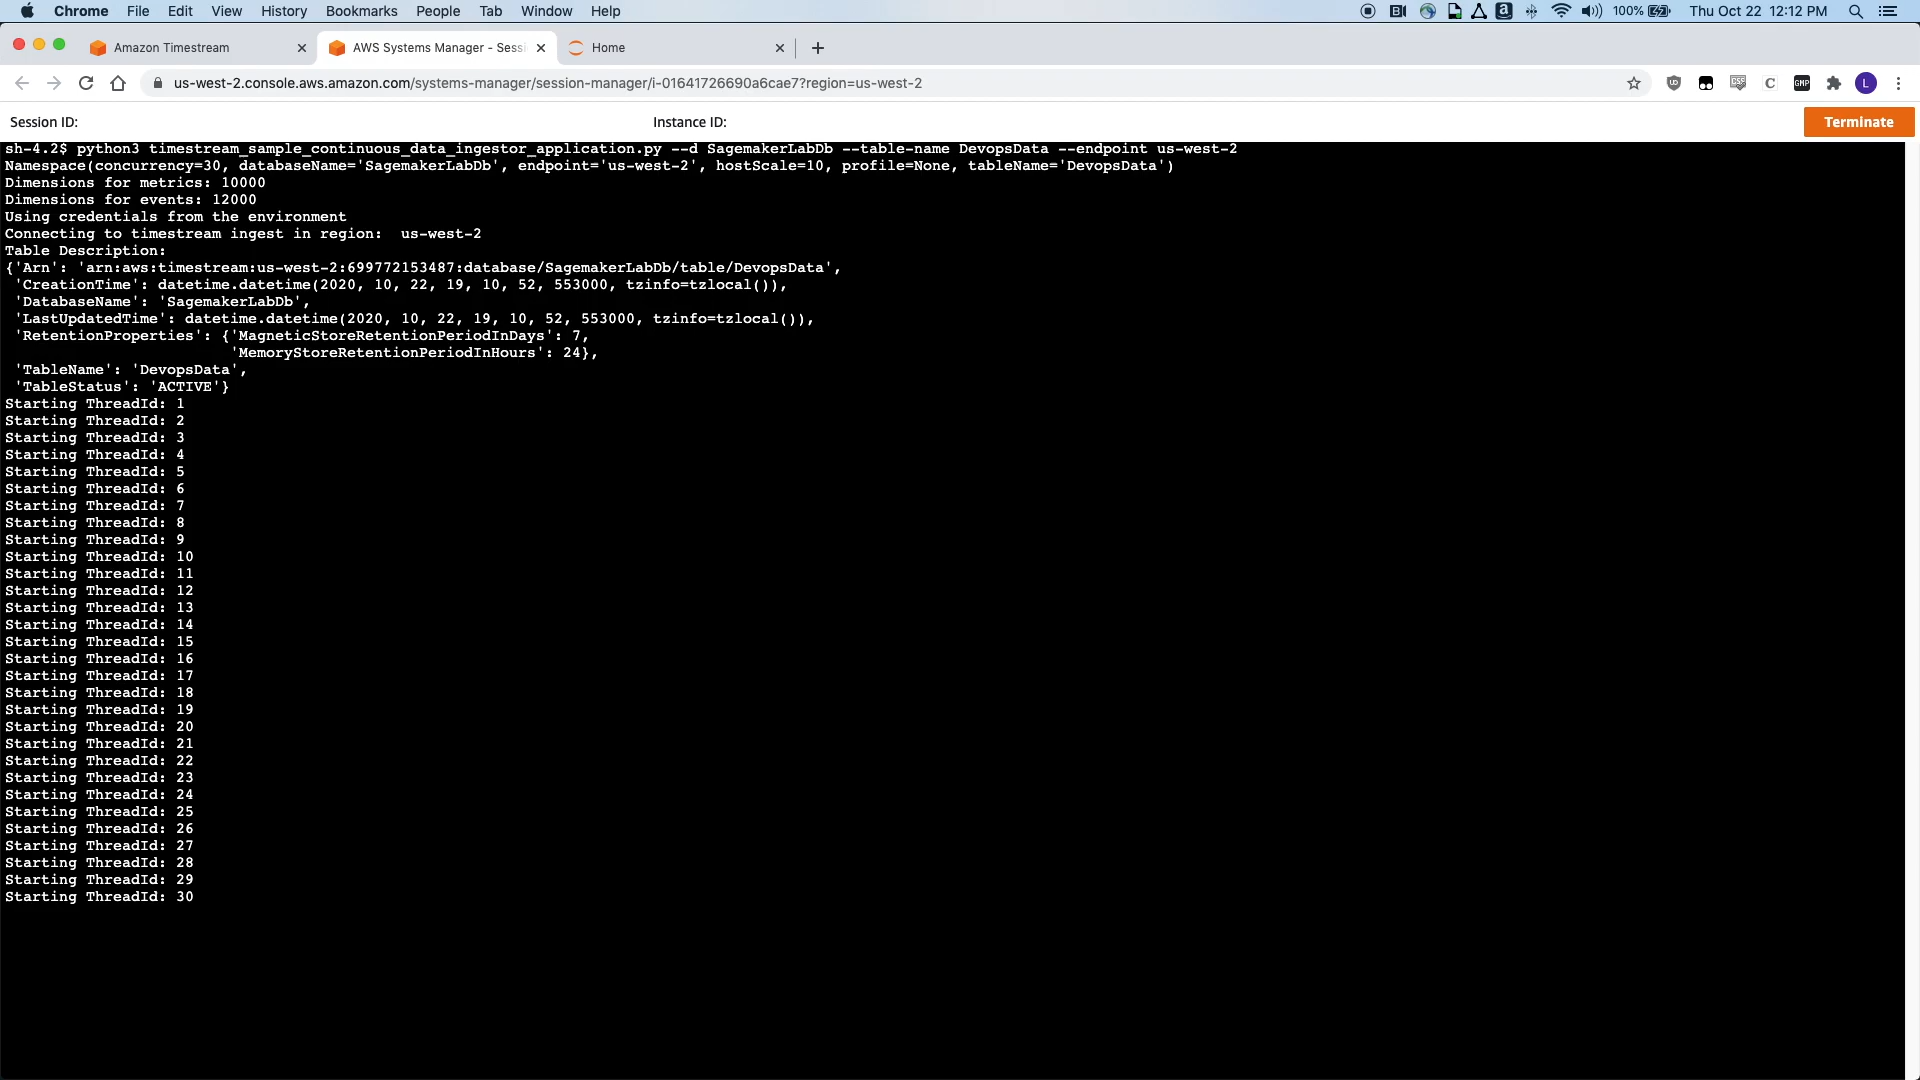 Chrome File Edit View History Bookmarks People Tab Window Help 100% Thu Oct 22 12:12 PM
Amazon Timestream AWS Systems Manager - Sessi Home
us-west-2.console.aws.amazon.com/systems-manager/session-manager/i-01641726690a6cae7?region=us-west-2
Session ID: Instance ID: Terminate
sh-4.2$ python3 timestream_sample_continuous_data_ingestor_application.py --d SagemakerLabDb --table-name DevopsData --endpoint us-west-2
Namespace(concurrency=30, databaseName='SagemakerLabDb', endpoint='us-west-2', hostScale=10, profile=None, tableName='DevopsData')
Dimensions for metrics: 10000
Dimensions for events: 12000
Using credentials from the environment
Connecting to timestream ingest in region:  us-west-2
Table Description:
{'Arn': 'arn:aws:timestream:us-west-2:699772153487:database/SagemakerLabDb/table/DevopsData',
 'CreationTime': datetime.datetime(2020, 10, 22, 19, 10, 52, 553000, tzinfo=tzlocal()),
 'DatabaseName': 'SagemakerLabDb',
 'LastUpdatedTime': datetime.datetime(2020, 10, 22, 19, 10, 52, 553000, tzinfo=tzlocal()),
 'RetentionProperties': {'MagneticStoreRetentionPeriodInDays': 7,
                         'MemoryStoreRetentionPeriodInHours': 24},
 'TableName': 'DevopsData',
 'TableStatus': 'ACTIVE'}
Starting ThreadId: 1
Starting ThreadId: 2
Starting ThreadId: 3
Starting ThreadId: 4
Starting ThreadId: 5
Starting ThreadId: 6
Starting ThreadId: 7
Starting ThreadId: 8
Starting ThreadId: 9
Starting ThreadId: 10
Starting ThreadId: 11
Starting ThreadId: 12
Starting ThreadId: 13
Starting ThreadId: 14
Starting ThreadId: 15
Starting ThreadId: 16
Starting ThreadId: 17
Starting ThreadId: 18
Starting ThreadId: 19
Starting ThreadId: 20
Starting ThreadId: 21
Starting ThreadId: 22
Starting ThreadId: 23
Starting ThreadId: 24
Starting ThreadId: 25
Starting ThreadId: 26
Starting ThreadId: 27
Starting ThreadId: 28
Starting ThreadId: 29
Starting ThreadId: 30